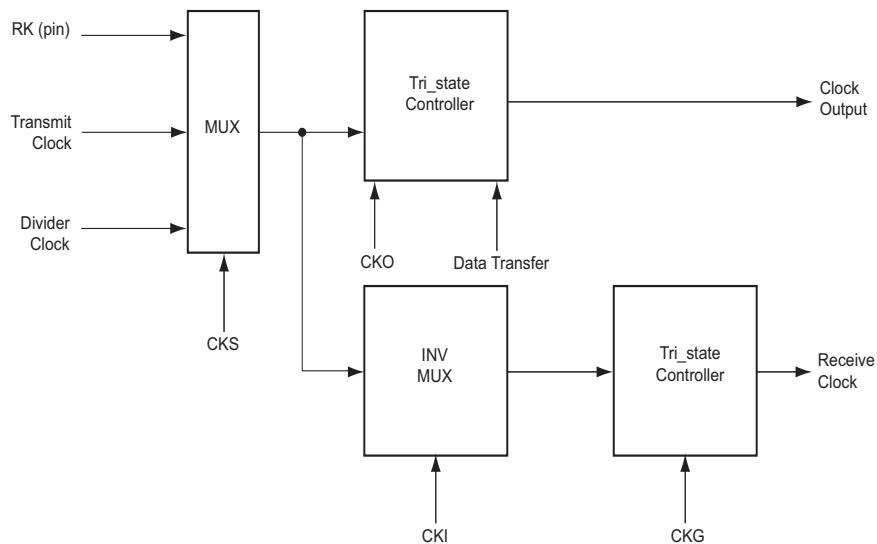 RK (pin)
Tri_state
Controller
Clock
Output
Transmit
Clock
MUX
Divider
Clock
CKO
Data Transfer
CKS
INV
MUX
Tri_state
Controller
Receive
Clock
CKI
CKG